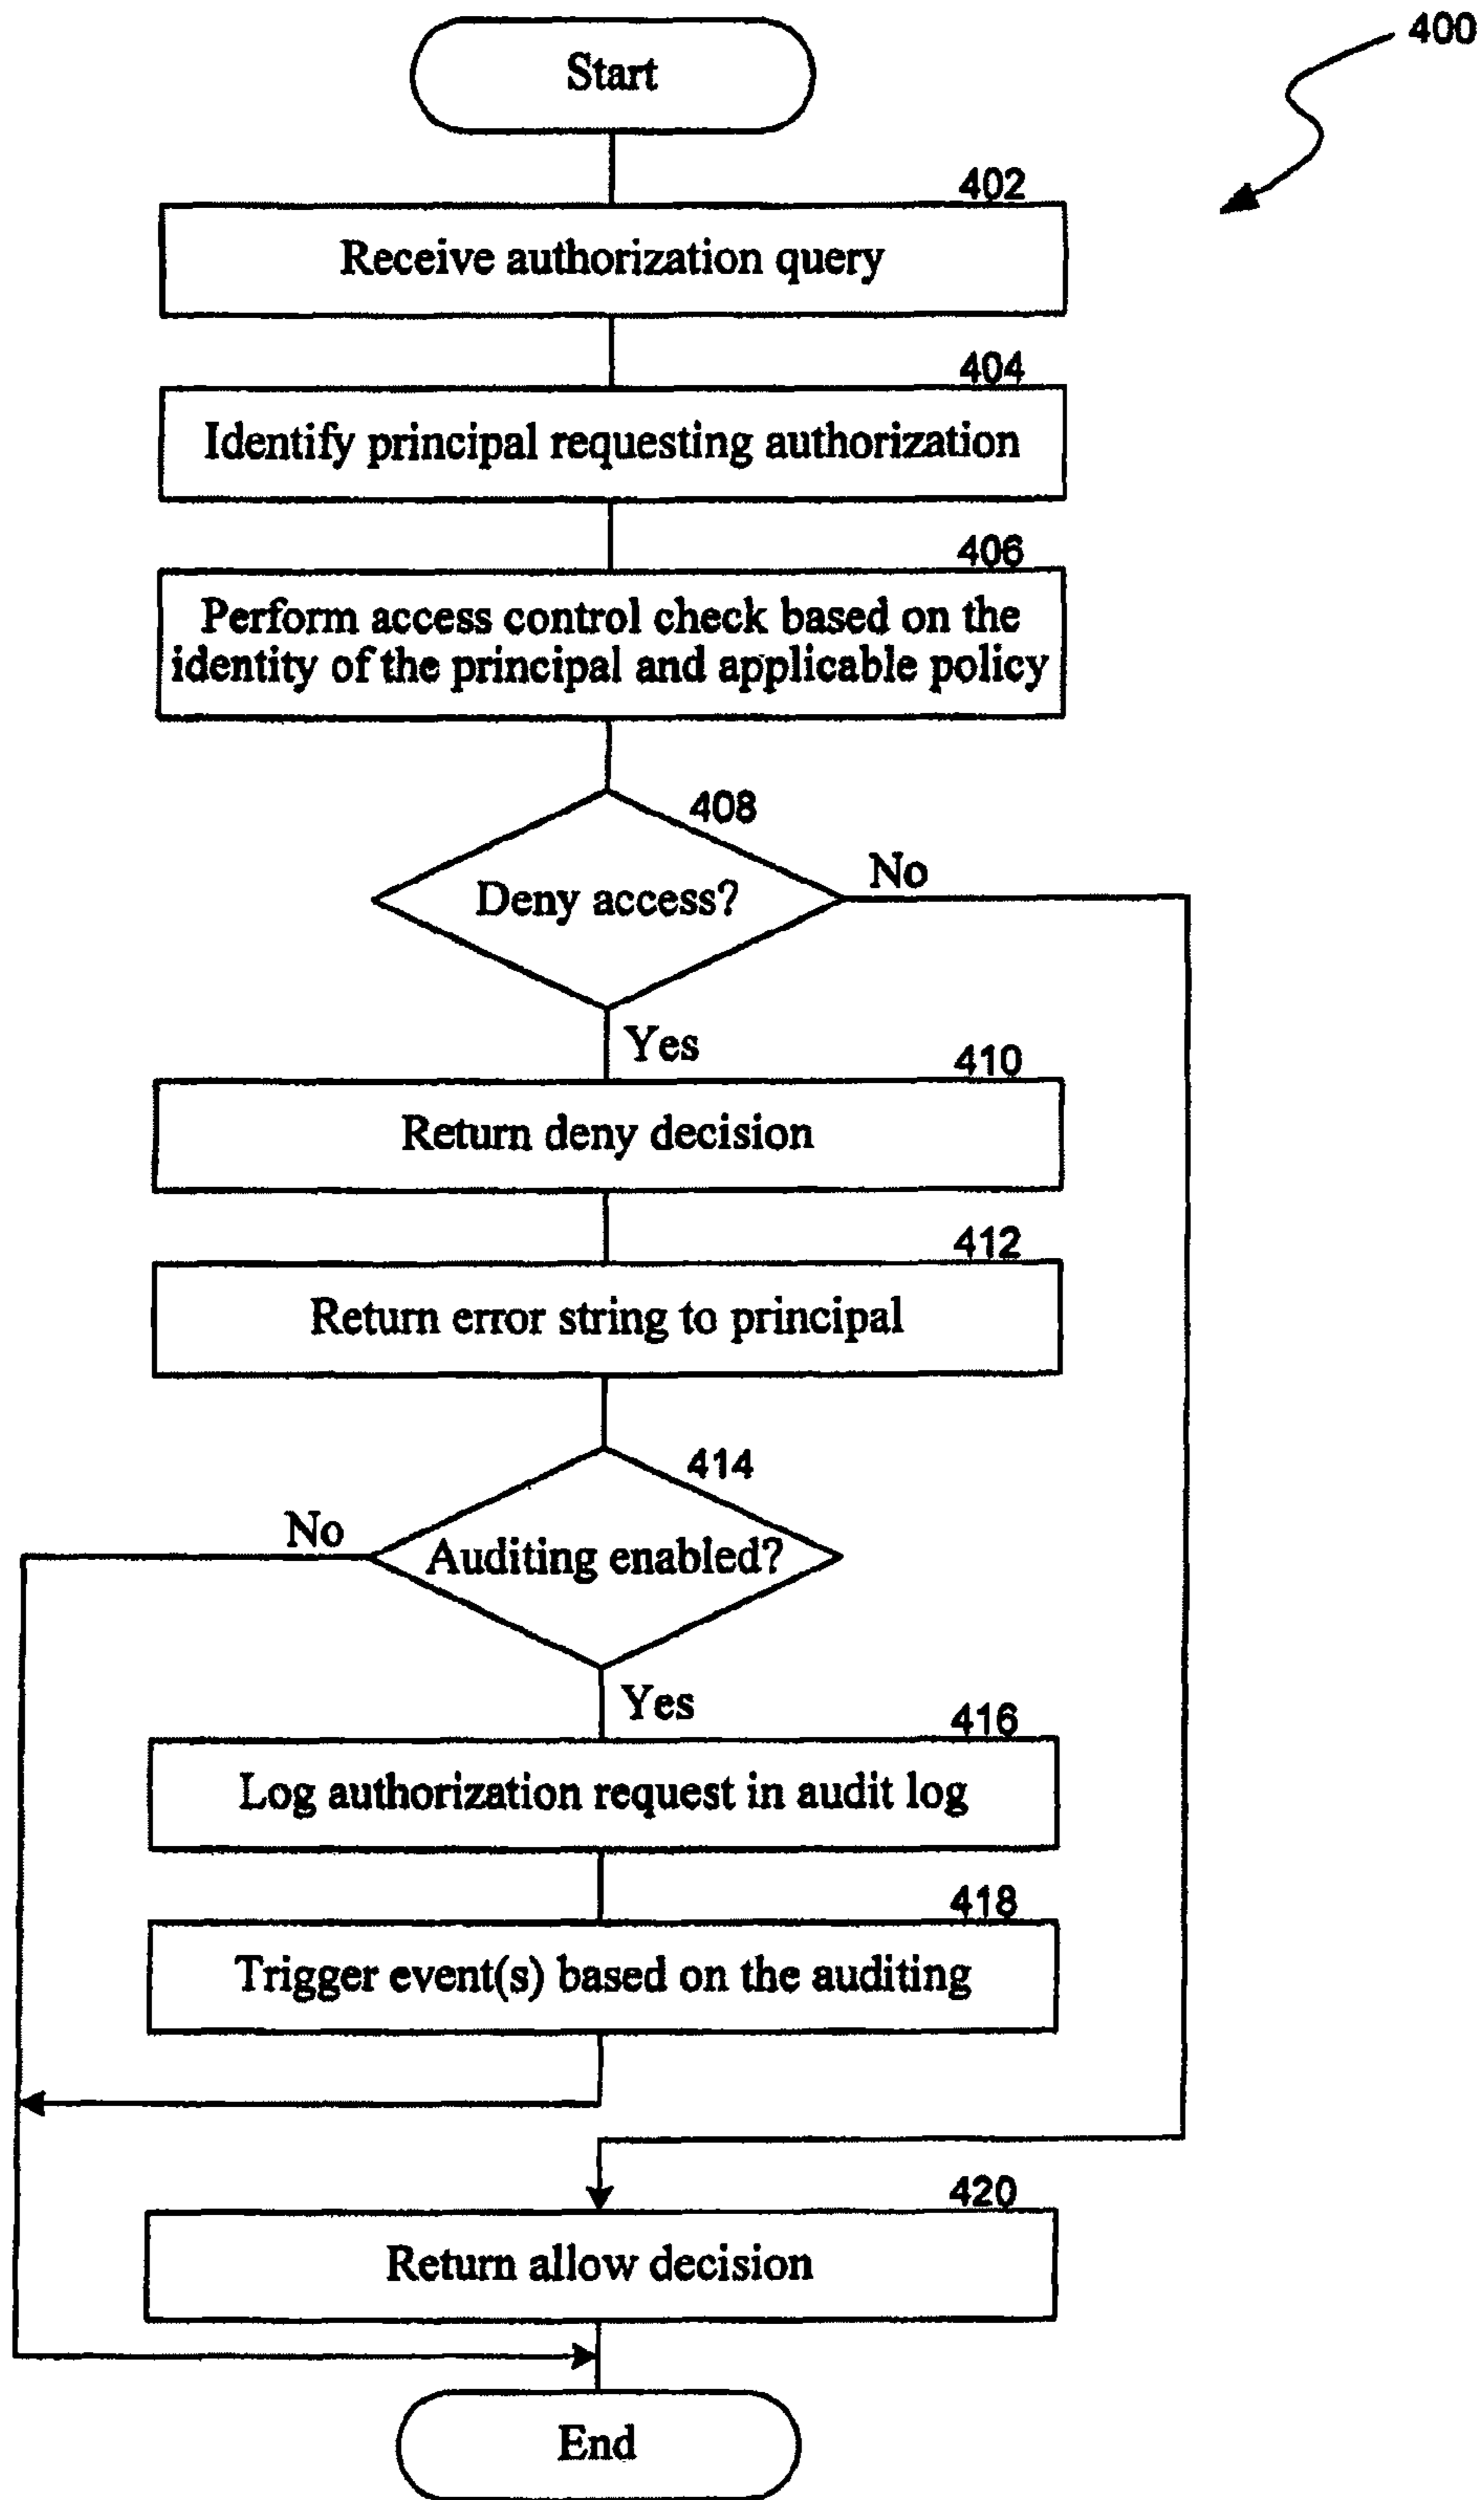 400
Start
402
Receive authorization query
404
Identify principal requesting authorization
406
Perform access control check based on the
identity of the principal and applicable policy
408
Deny access?
No
Yes
410
Return deny decision
412
Return error string to principal
414
No
Auditing enabled?
Yes
416
Log authorization request in audit log
418
Trigger event(s) based on the auditing
420
Return allow decision
End